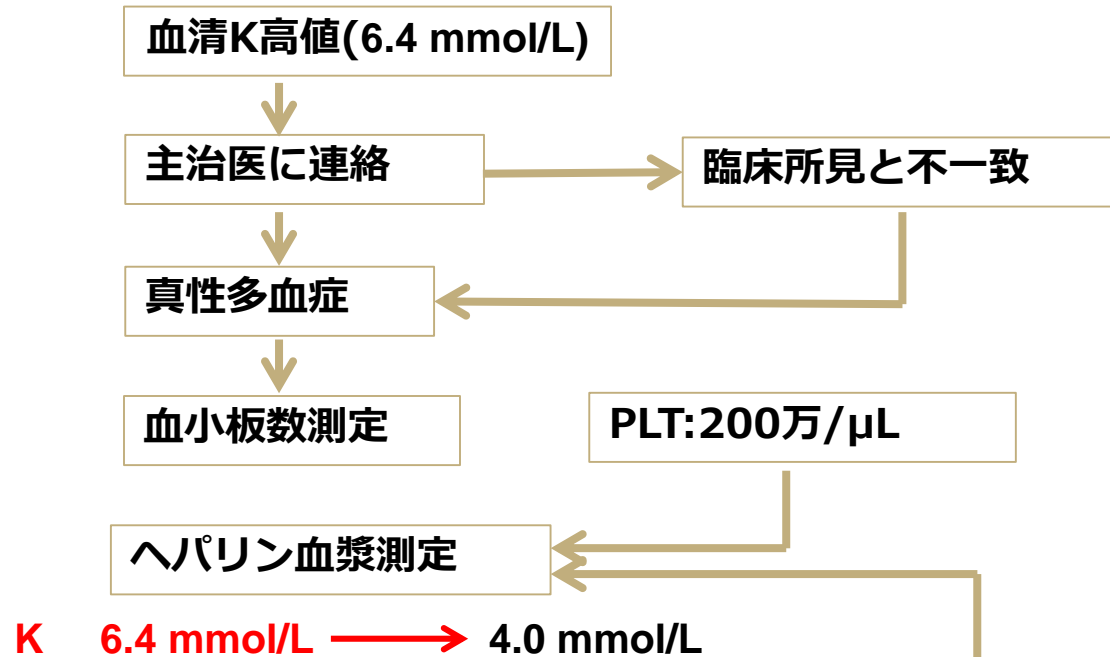 血清K高値(6.4 mmol/L)
主治医に連絡
臨床所見と不一致
真性多血症
血小板数測定
PLT:200万/μL
ヘパリン血漿測定
K 6.4 mmol/L 4.0 mmol/L